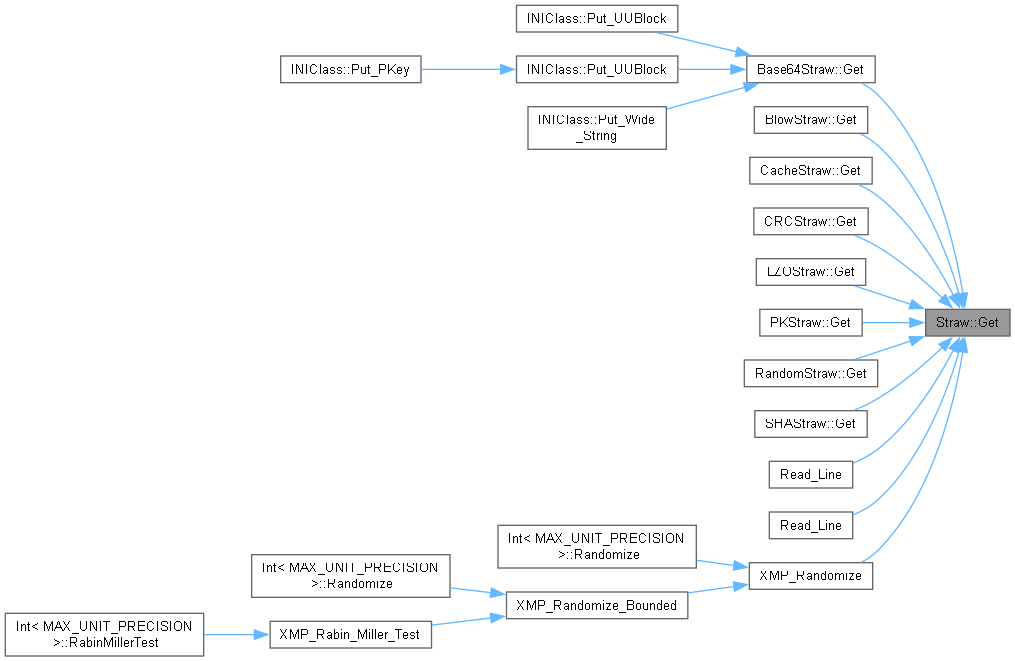 INIClass::Put_UUBlock
INIClass::Put_PKey
INIClass::Put_UUBlock
Base64Straw::Get
INIClass::Put_Wide
_String
BlowStraw::Get
CacheStraw::Get
CRCStraw::Get
LZOStraw::Get
PKStraw::Get
Straw::Get
RandomStraw::Get
SHAStraw::Get
Read_Line
Read_Line
Int< MAX_UNIT_PRECISION
>::Randomize
XMP_Randomize
Int< MAX_UNIT_PRECISION
>::Randomize
XMP_Randomize_Bounded
Int< MAX_UNIT_PRECISION
>::RabinMillerTest
XMP_Rabin_Miller_Test